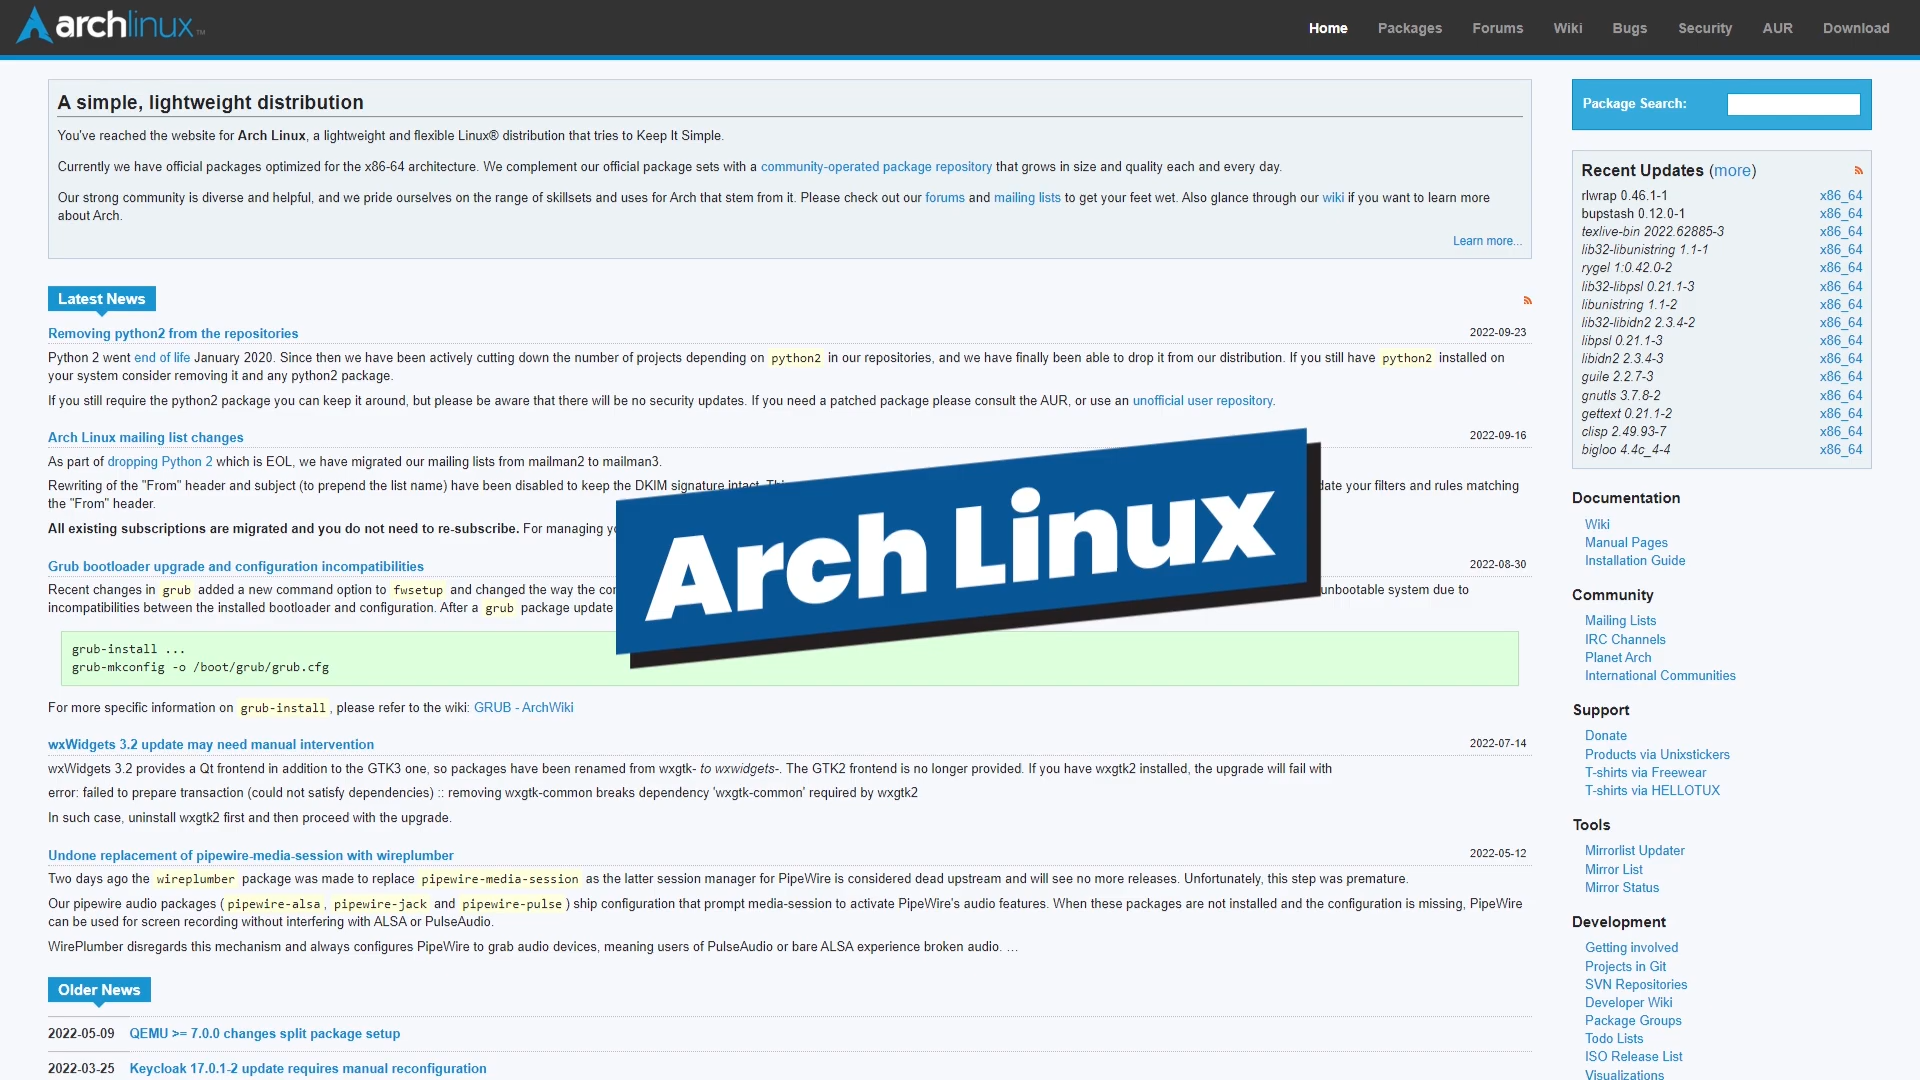 archlinux™
Home Packages Forums Wiki Bugs Security AUR Download
A simple, lightweight distribution
You've reached the website for Arch Linux, a lightweight and flexible Linux® distribution that tries to Keep It Simple.
Currently we have official packages optimized for the x86-64 architecture. We complement our official package sets with a community-operated package repository that grows in size and quality each and every day.
Our strong community is diverse and helpful, and we pride ourselves on the range of skillsets and uses for Arch that stem from it. Please check out our forums and mailing lists to get your feet wet. Also glance through our wiki if you want to learn more
about Arch.
Learn more...
Latest News
Removing python2 from the repositories 2022-09-23
Python 2 went end of life January 2020. Since then we have been actively cutting down the number of projects depending on python2 in our repositories, and we have finally been able to drop it from our distribution. If you still have python2 installed on
your system consider removing it and any python2 package.
If you still require the python2 package you can keep it around, but please be aware that there will be no security updates. If you need a patched package please consult the AUR, or use an unofficial user repository.
Arch Linux mailing list changes 2022-09-16
As part of dropping Python 2 which is EOL, we have migrated our mailing lists from mailman2 to mailman3.
Rewriting of the "From" header and subject (to prepend the list name) have been disabled to keep the DKIM signature intact. date your filters and rules matching
the "From" header.
All existing subscriptions are migrated and you do not need to re-subscribe. For managing
Arch Linux
Grub bootloader upgrade and configuration incompatibilities 2022-08-30
Recent changes in grub added a new command option to fwsetup and changed the way the unbootable system due to
incompatibilities between the installed bootloader and configuration. After a grub package update
grub-install ...
grub-mkconfig -o /boot/grub/grub.cfg
For more specific information on grub-install, please refer to the wiki: GRUB - ArchWiki
wxWidgets 3.2 update may need manual intervention 2022-07-14
wxWidgets 3.2 provides a Qt frontend in addition to the GTK3 one, so packages have been renamed from wxgtk- to wxwidgets-. The GTK2 frontend is no longer provided. If you have wxgtk2 installed, the upgrade will fail with
error: failed to prepare transaction (could not satisfy dependencies) :: removing wxgtk-common breaks dependency 'wxgtk-common' required by wxgtk2
In such case, uninstall wxgtk2 first and then proceed with the upgrade.
Undone replacement of pipewire-media-session with wireplumber 2022-05-12
Two days ago the wireplumber package was made to replace pipewire-media-session as the latter session manager for PipeWire is considered dead upstream and will see no more releases. Unfortunately, this step was premature.
Our pipewire audio packages (pipewire-alsa, pipewire-jack and pipewire-pulse) ship configuration that prompt media-session to activate PipeWire's audio features. When these packages are not installed and the configuration is missing, PipeWire
can be used for screen recording without interfering with ALSA or PulseAudio.
WirePlumber disregards this mechanism and always configures PipeWire to grab audio devices, meaning users of PulseAudio or bare ALSA experience broken audio. …
Older News
2022-05-09 QEMU >= 7.0.0 changes split package setup
2022-03-25 Keycloak 17.0.1-2 update requires manual reconfiguration
Package Search:
Recent Updates (more)
rlwrap 0.46.1-1 x86_64
bupstash 0.12.0-1 x86_64
texlive-bin 2022.62885-3 x86_64
lib32-libunistring 1.1-1 x86_64
rygel 1:0.42.0-2 x86_64
lib32-libpsl 0.21.1-3 x86_64
libunistring 1.1-2 x86_64
lib32-libidn2 2.3.4-2 x86_64
libpsl 0.21.1-3 x86_64
libidn2 2.3.4-3 x86_64
guile 2.2.7-3 x86_64
gnutls 3.7.8-2 x86_64
gettext 0.21.1-2 x86_64
clisp 2.49.93-7 x86_64
bigloo 4.4c_4-4 x86_64
Documentation
Wiki
Manual Pages
Installation Guide
Community
Mailing Lists
IRC Channels
Planet Arch
International Communities
Support
Donate
Products via Unixstickers
T-shirts via Freewear
T-shirts via HELLOTUX
Tools
Mirrorlist Updater
Mirror List
Mirror Status
Development
Getting involved
Projects in Git
SVN Repositories
Developer Wiki
Package Groups
Todo Lists
ISO Release List
Visualizations